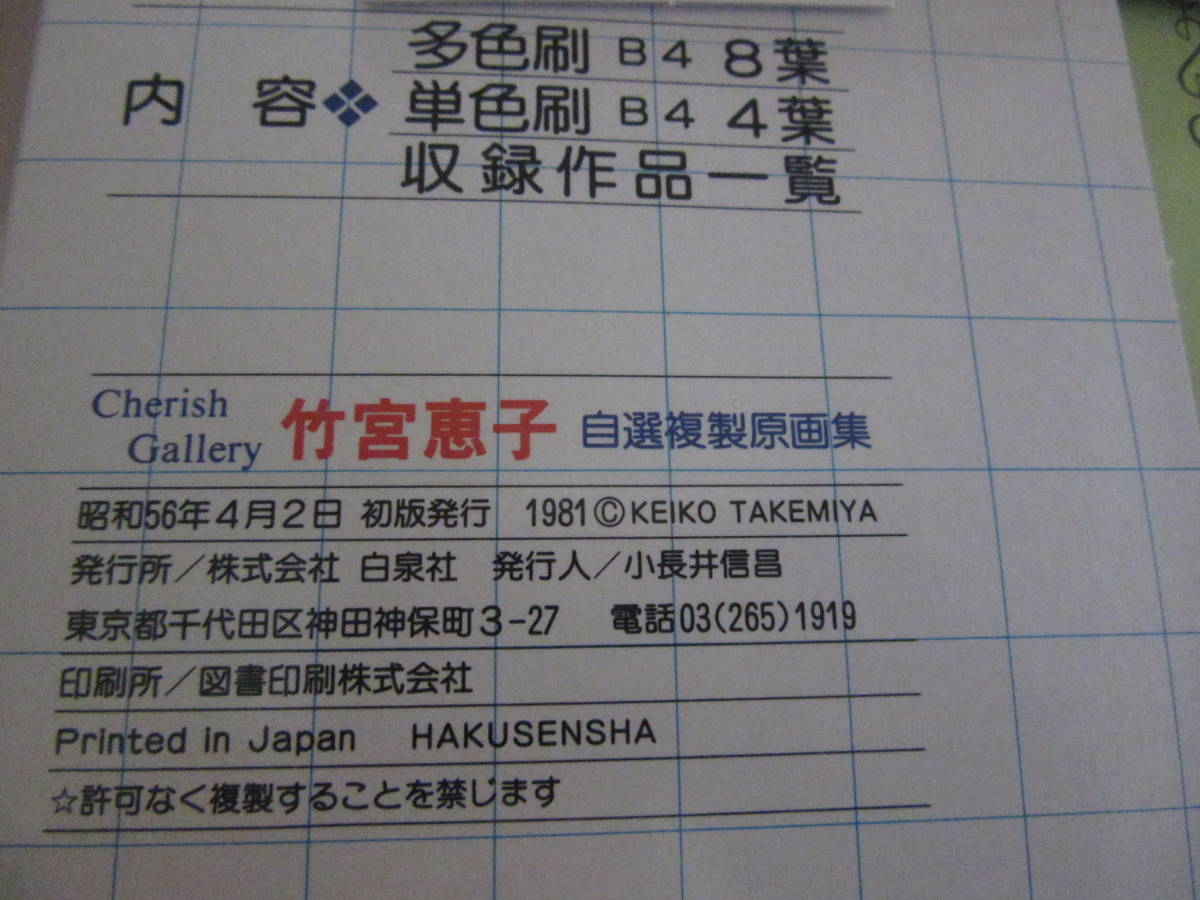 内 容❖多色刷 B4 8葉
単色刷 B4 4葉
収録作品一覧
Cherish
Gallery 竹宮恵子 自選複製原画集
昭和56年4月2日 初版発行 1981©KEIKO TAKEMIYA
発行所/株式会社 白泉社 発行人/小長井信昌
東京都千代田区神田神保町3-27 電話03(265)1919
印刷所/図書印刷株式会社
Printed in Japan HAKUSENSHA
☆許可なく複製することを禁じます